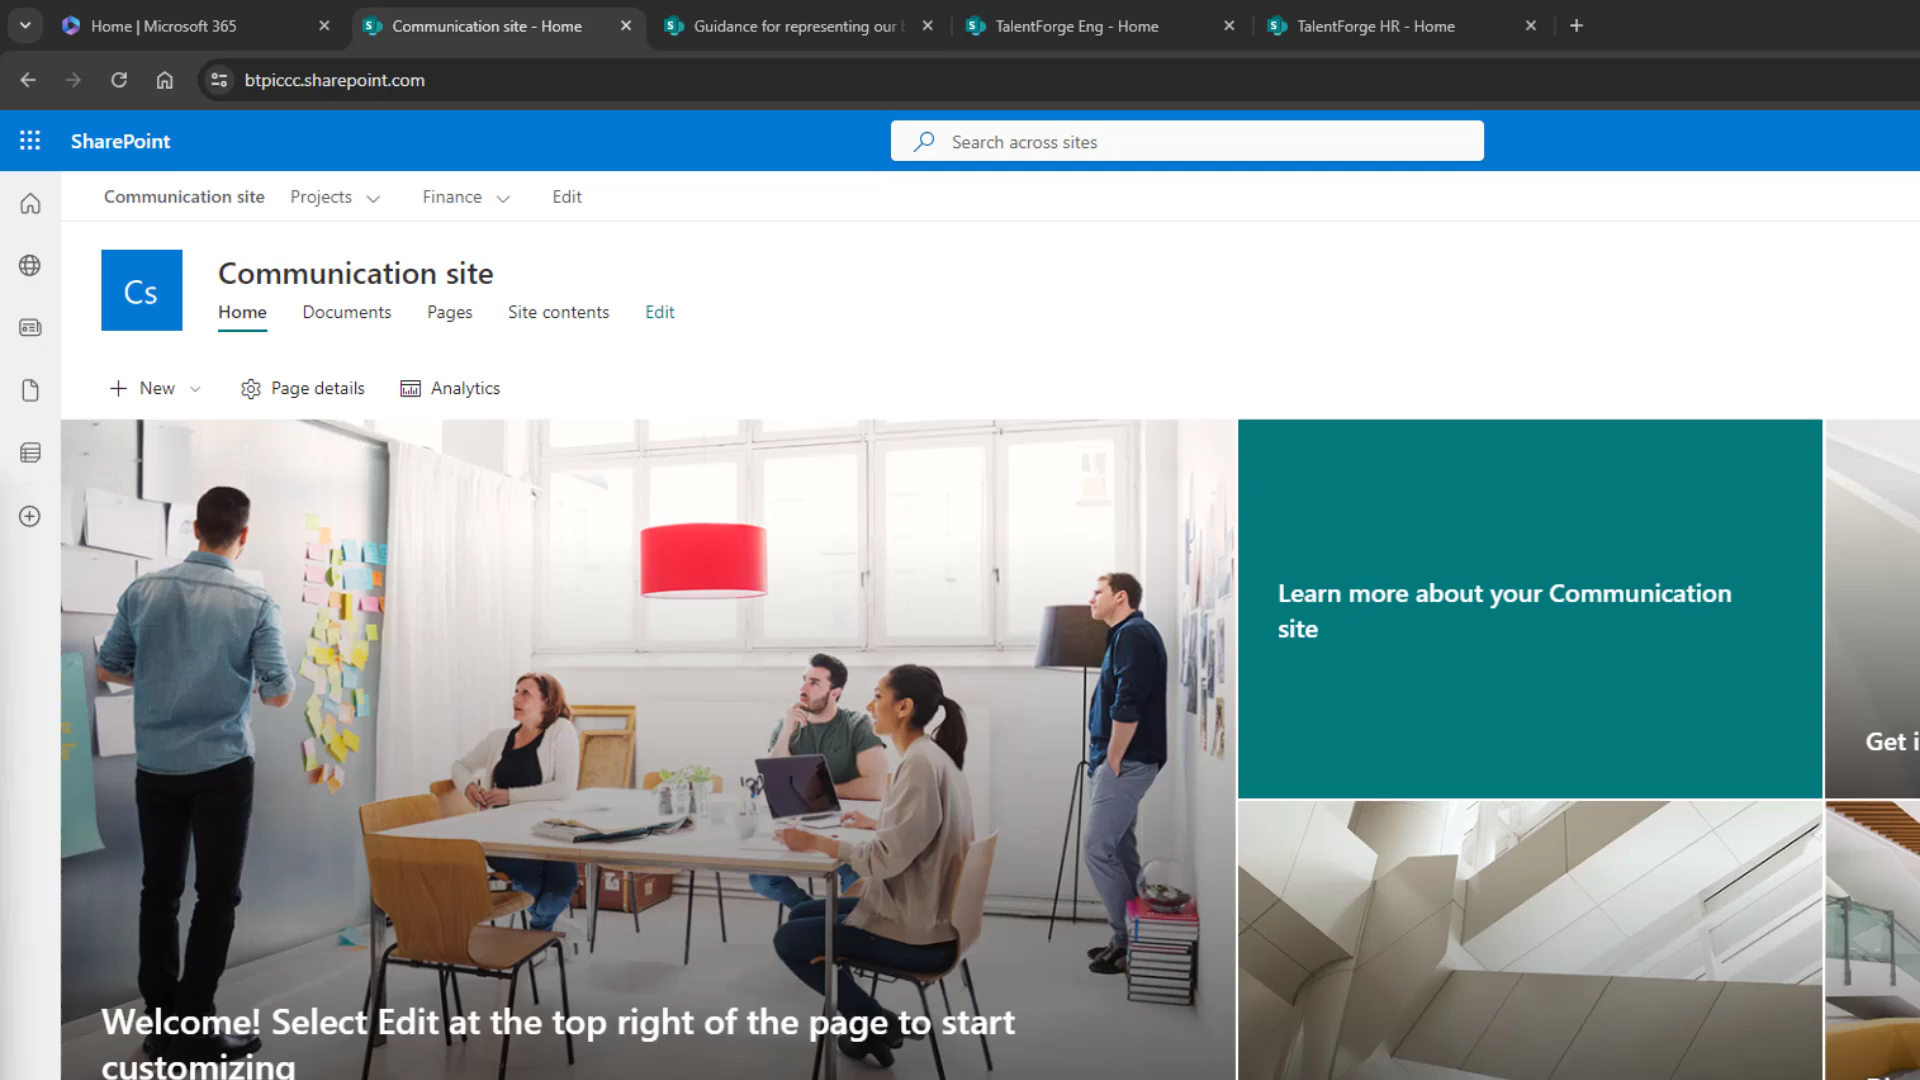 Home | Microsoft 365
Communication site - Home
Guidance for representing our
TalentForge Eng - Home
TalentForge HR - Home
btpiccc.sharepoint.com
SharePoint
Search across sites
Communication site
Projects
Finance
Edit
Cs
Communication site
Home
Documents
Pages
Site contents
Edit
New
Page details
Analytics
Learn more about your Communication
site
Get i
Welcome! Select Edit at the top right of the page to start
customizing